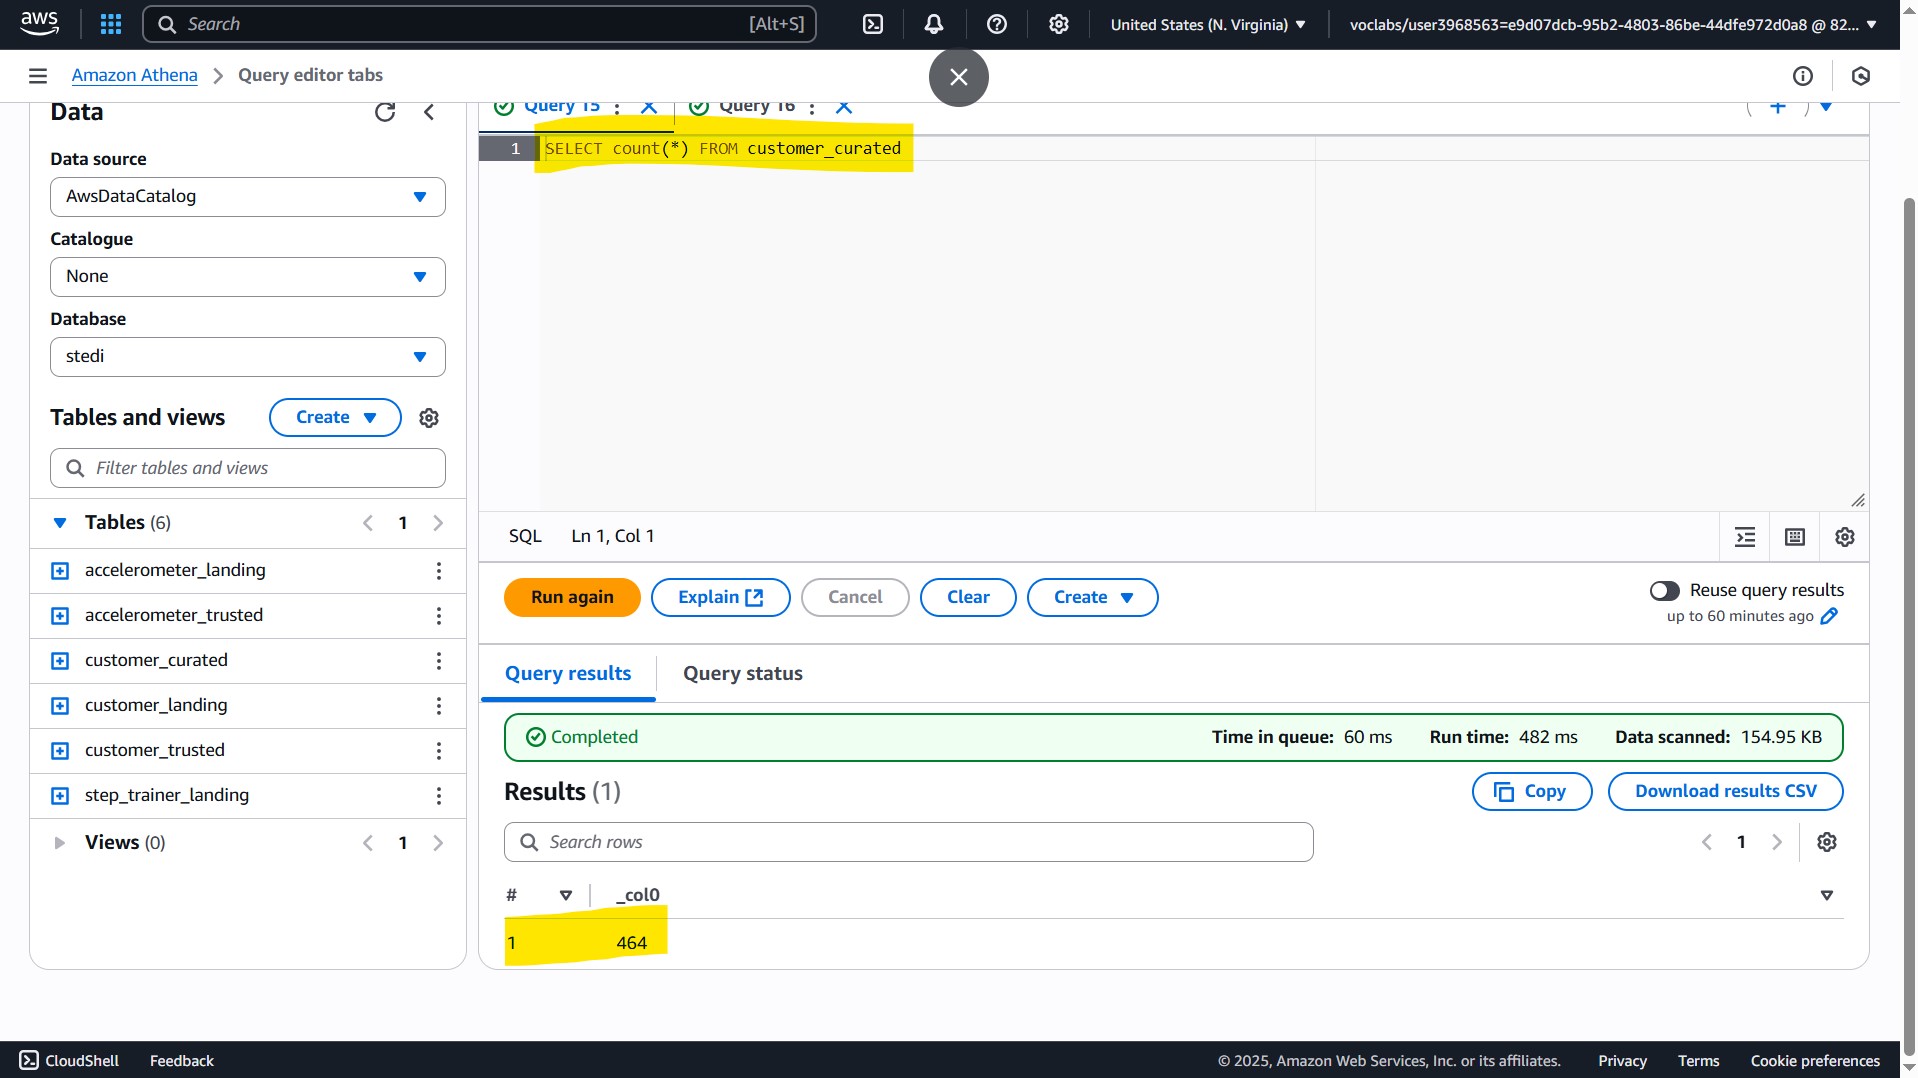 aws
Search [Alt+S]
United States (N. Virginia)
voclabs/user3968563=e9d07dcb-95b2-4803-86be-44dfe972d0a8 @ 82...
Amazon Athena > Query editor tabs
Data
Data source
AwsDataCatalog
Catalogue
None
Database
stedi
Tables and views
Create
Filter tables and views
Tables (6)
1
accelerometer_landing
accelerometer_trusted
customer_curated
customer_landing
customer_trusted
step_trainer_landing
Views (0)
1
Query 15
Query 16
1 SELECT count(*) FROM customer_curated
SQL Ln 1, Col 1
Run again
Explain
Cancel
Clear
Create
Reuse query results
up to 60 minutes ago
Query results
Query status
Completed
Time in queue: 60 ms Run time: 482 ms Data scanned: 154.95 KB
Results (1)
Copy
Download results CSV
Search rows
1
# _col0
1 464
CloudShell Feedback
© 2025, Amazon Web Services, Inc. or its affiliates. Privacy Terms Cookie preferences